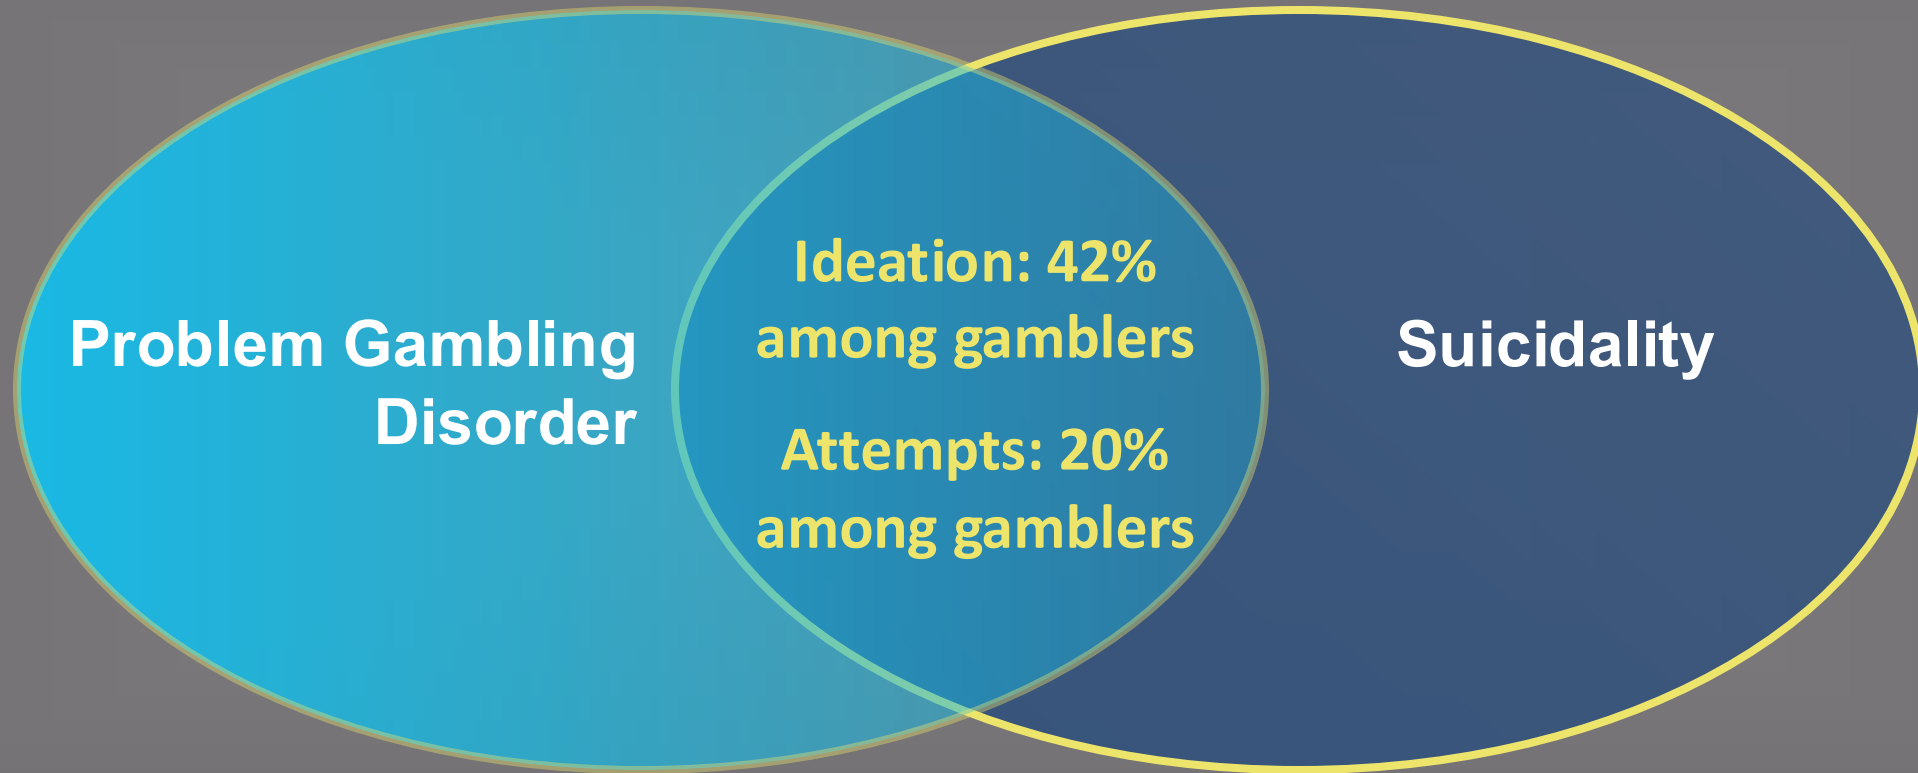 Problem Gambling
Disorder
Ideation: 42%
among gamblers
Attempts: 20%
among gamblers
Suicidality